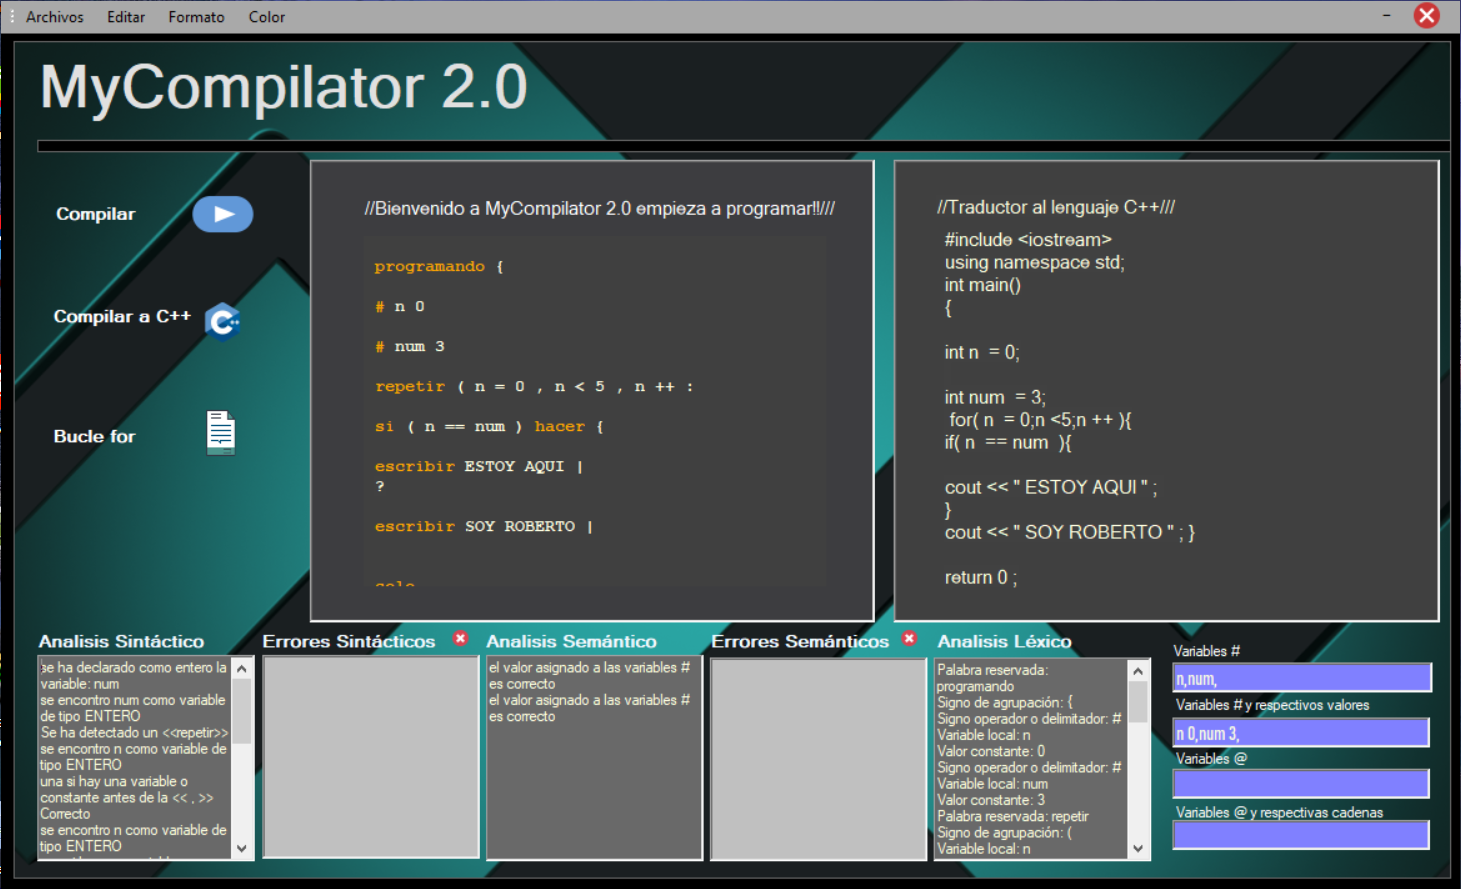 Archivos Editar Formato Color
MyCompilator 2.0
Compilar
Compilar a C++
Bucle for
//Bienvenido a MyCompilator 2.0 empieza a programar!!///
programando {
# n 0
# num 3
repetir ( n = 0 , n < 5 , n ++ :
si ( n == num ) hacer {
escribir ESTOY AQUI |
?
escribir SOY ROBERTO |
//Traductor al lenguaje C++///
#include <iostream>
using namespace std;
int main()
{
int n  = 0;
int num  = 3;
for( n  = 0;n <5;n ++ ){
if( n  == num  ){
cout << " ESTOY AQUI " ;
}
cout << " SOY ROBERTO " ; }
return 0 ;
Analisis Sintáctico
se ha declarado como entero la
variable: num
se encontro num como variable
de tipo ENTERO
Se ha detectado un <<repetir>>
se encontro n como variable de
tipo ENTERO
una si hay una variable o
constante antes de la << , >>
Correcto
se encontro n como variable de
tipo ENTERO
Errores Sintácticos
Analisis Semántico
el valor asignado a las variables #
es correcto
el valor asignado a las variables #
es correcto
Errores Semánticos
Analisis Léxico
Palabra reservada:
programando
Signo de agrupación: {
Signo operador o delimitador: #
Variable local: n
Valor constante: 0
Signo operador o delimitador: #
Variable local: num
Valor constante: 3
Palabra reservada: repetir
Signo de agrupación: (
Variable local: n
Variables #
n,num,
Variables # y respectivos valores
n 0,num 3,
Variables @
Variables @ y respectivas cadenas